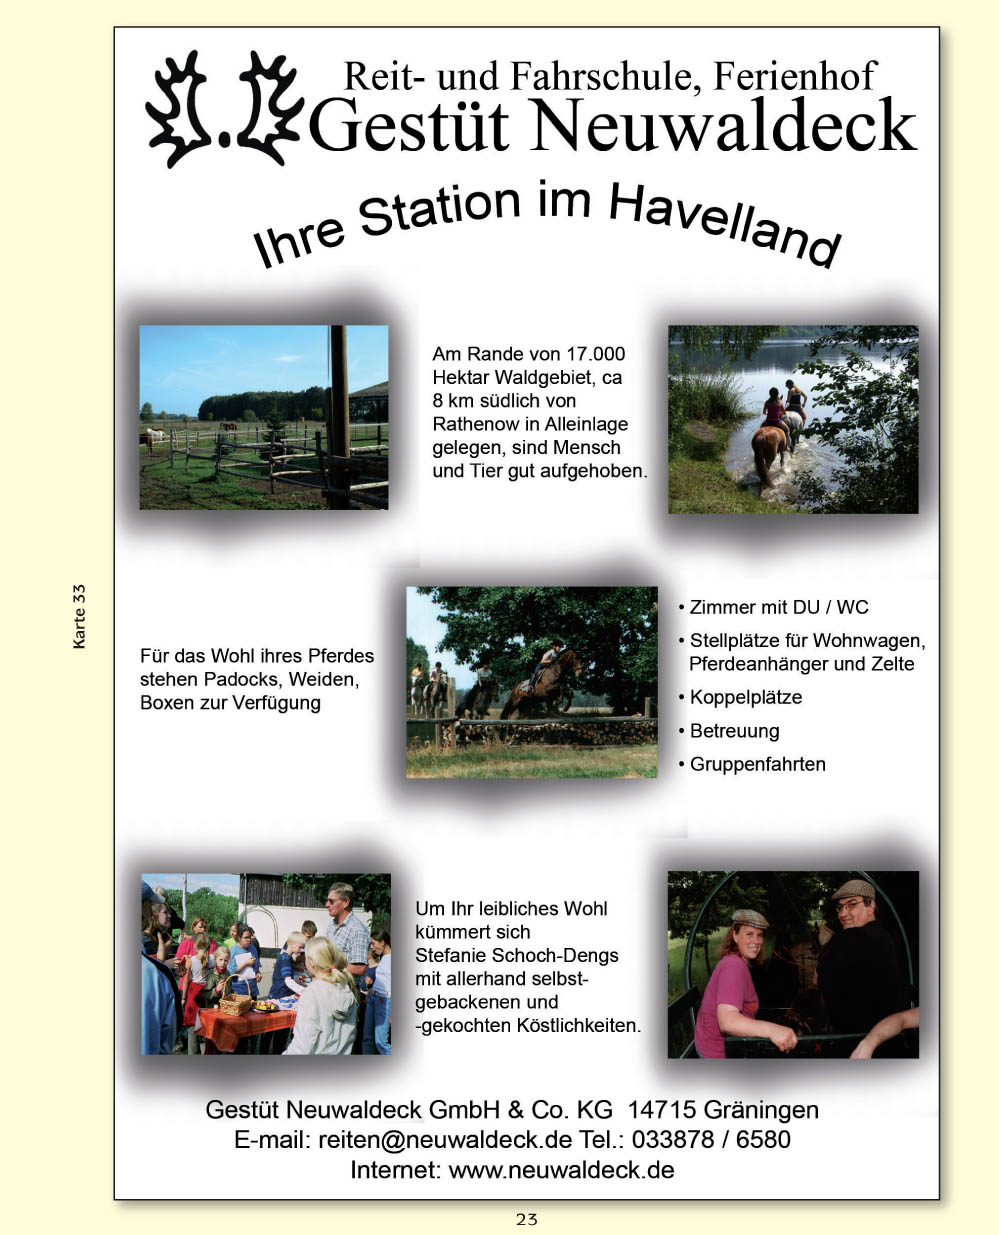 Reit- und Fahrschule, Ferienhof
Gestüt Neuwaldeck
Ihre Station im Havelland
Am Rande von 17.000
Hektar Waldgebiet, ca
8 km südlich von
Rathenow in Alleinlage
gelegen, sind Mensch
und Tier gut aufgehoben.
Karte 33
Für das Wohl ihres Pferdes
stehen Padocks, Weiden,
Boxen zur Verfügung
• Zimmer mit DU / WC
• Stellplätze für Wohnwagen,
Pferdeanhänger und Zelte
• Koppelplätze
• Betreuung
• Gruppenfahrten
Um Ihr leibliches Wohl
kümmert sich
Stefanie Schoch-Dengs
mit allerhand selbst-
gebackenen und
-gekochten Köstlichkeiten.
Gestüt Neuwaldeck GmbH & Co. KG 14715 Gräningen
E-mail: reiten@neuwaldeck.de Tel.: 033878 / 6580
Internet: www.neuwaldeck.de
23